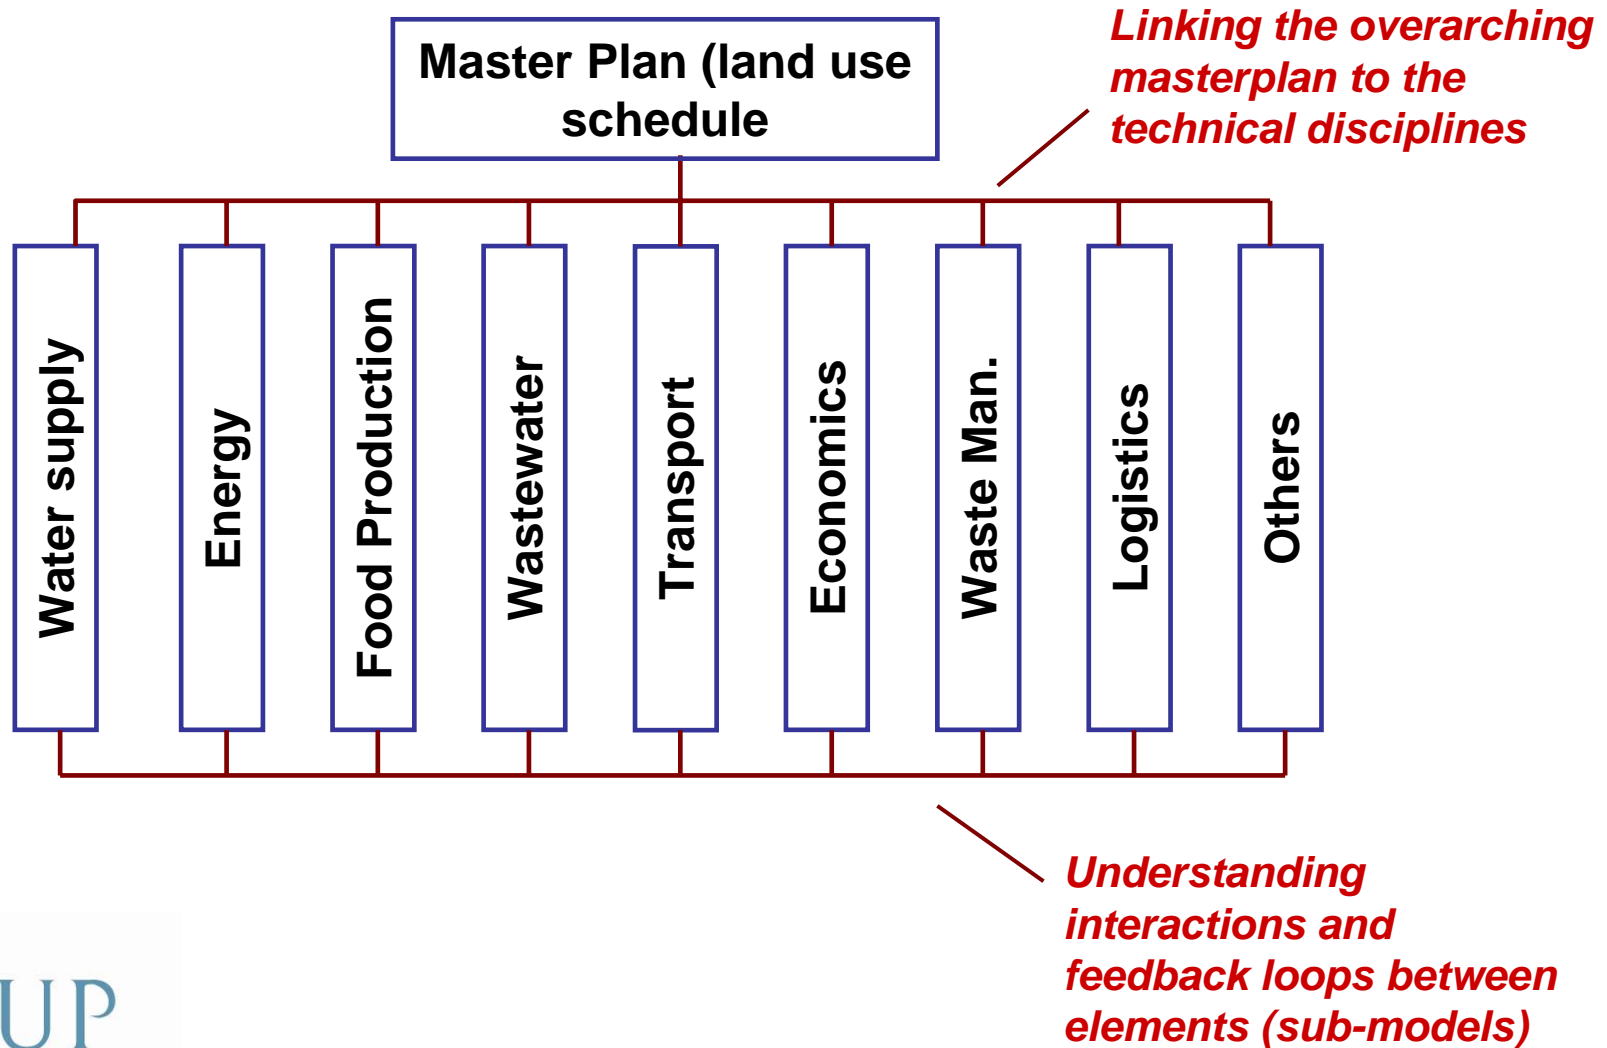 Master Plan (land use
schedule
Linking the overarching
masterplan to the
technical disciplines
Water supply
Energy
Food Production
Wastewater
Transport
Economics
Waste Man.
Logistics
Others
Understanding
interactions and
feedback loops between
elements (sub-models)
UP